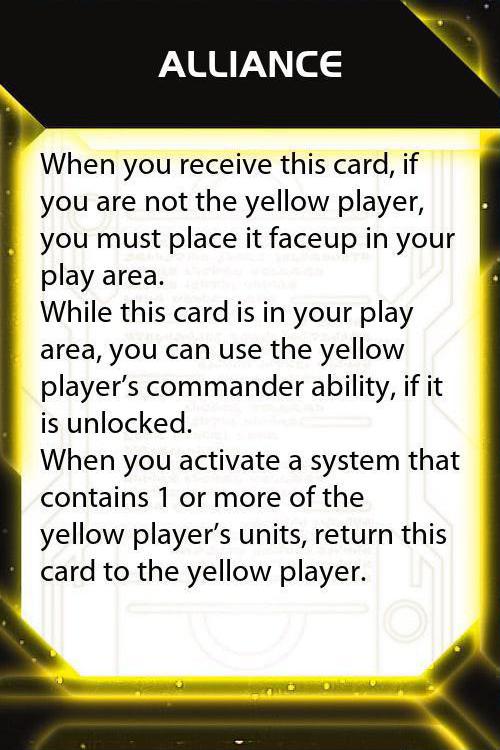 ALLIANCE
When you receive this card, if
you are not the yellow player,
you must place it faceup in your
play area.
While this card is in your play
area, you can use the yellow
player’s commander ability, if it
is unlocked.
When you activate a system that
contains 1 or more of the
yellow player’s units, return this
card to the yellow player.